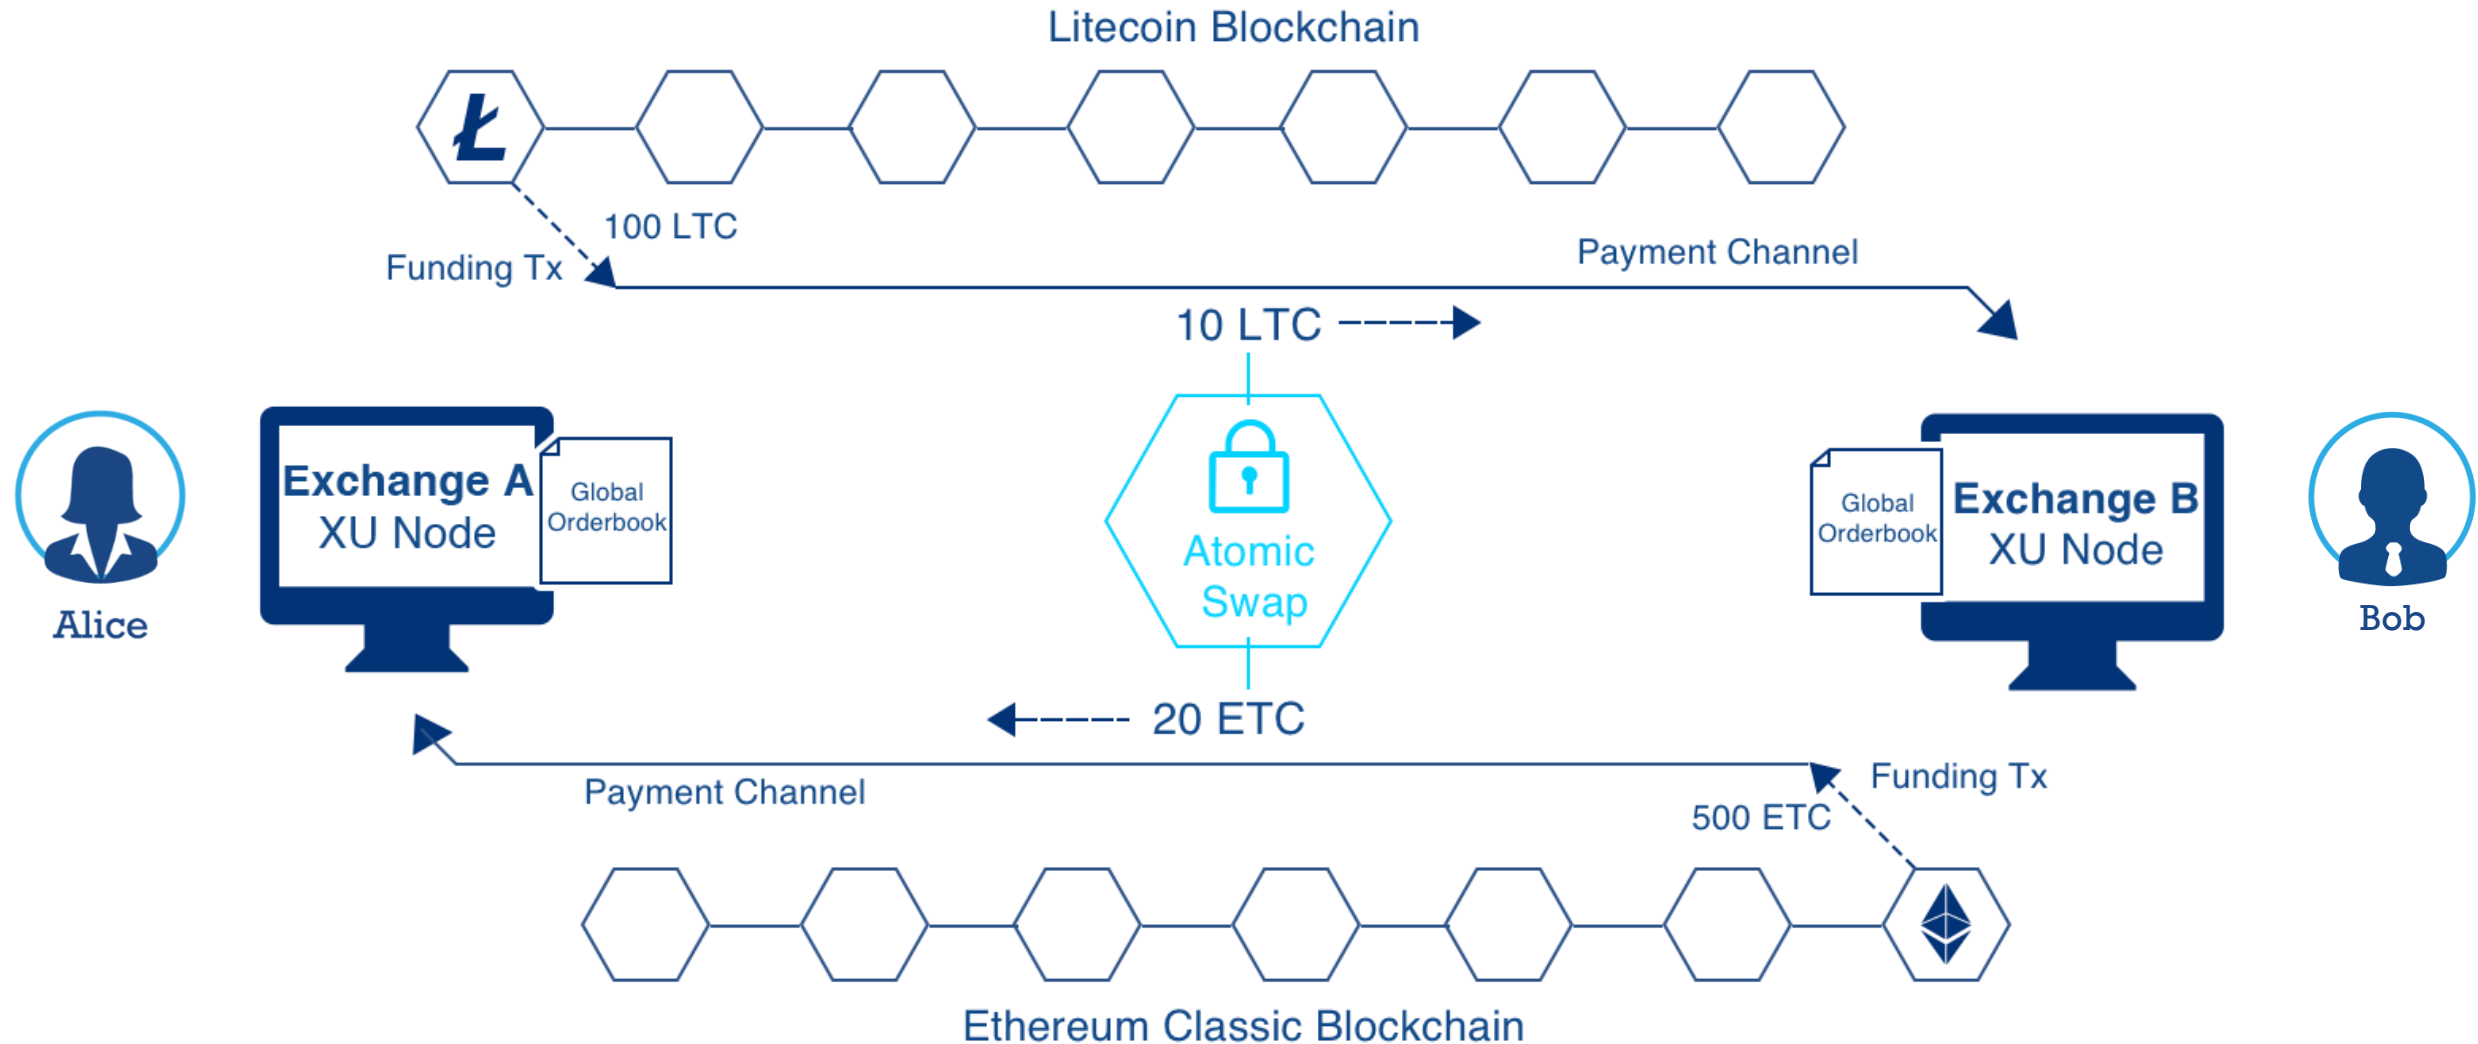 Litecoin Blockchain
100 LTC
Funding Tx
Payment Channel
10 LTC
Exchange A
XU Node
Global
Orderbook
Alice
Atomic
Swap
Global
Orderbook
Exchange B
XU Node
Bob
20 ETC
Payment Channel
Funding Tx
500 ETC
Ethereum Classic Blockchain